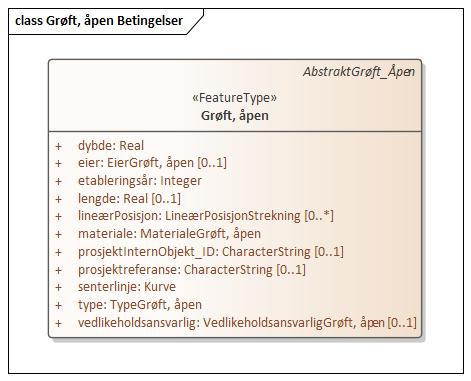 class Grøft, åpen Betingelser
AbstraktGrøft_Åpen
«FeatureType»
Grøft, åpen
+ dybde: Real
+ eier: EierGrøft, åpen [0..1]
+ etableringsår: Integer
+ lengde: Real [0..1]
+ lineærPosisjon: LineærPosisjonStrekning [0..*]
+ materiale: MaterialeGrøft, åpen
+ prosjektInternObjekt_ID: CharacterString [0..1]
+ prosjektreferanse: CharacterString [0..1]
+ senterlinje: Kurve
+ type: TypeGrøft, åpen
+ vedlikeholdsansvarlig: VedlikeholdsansvarligGrøft, åpen [0..1]